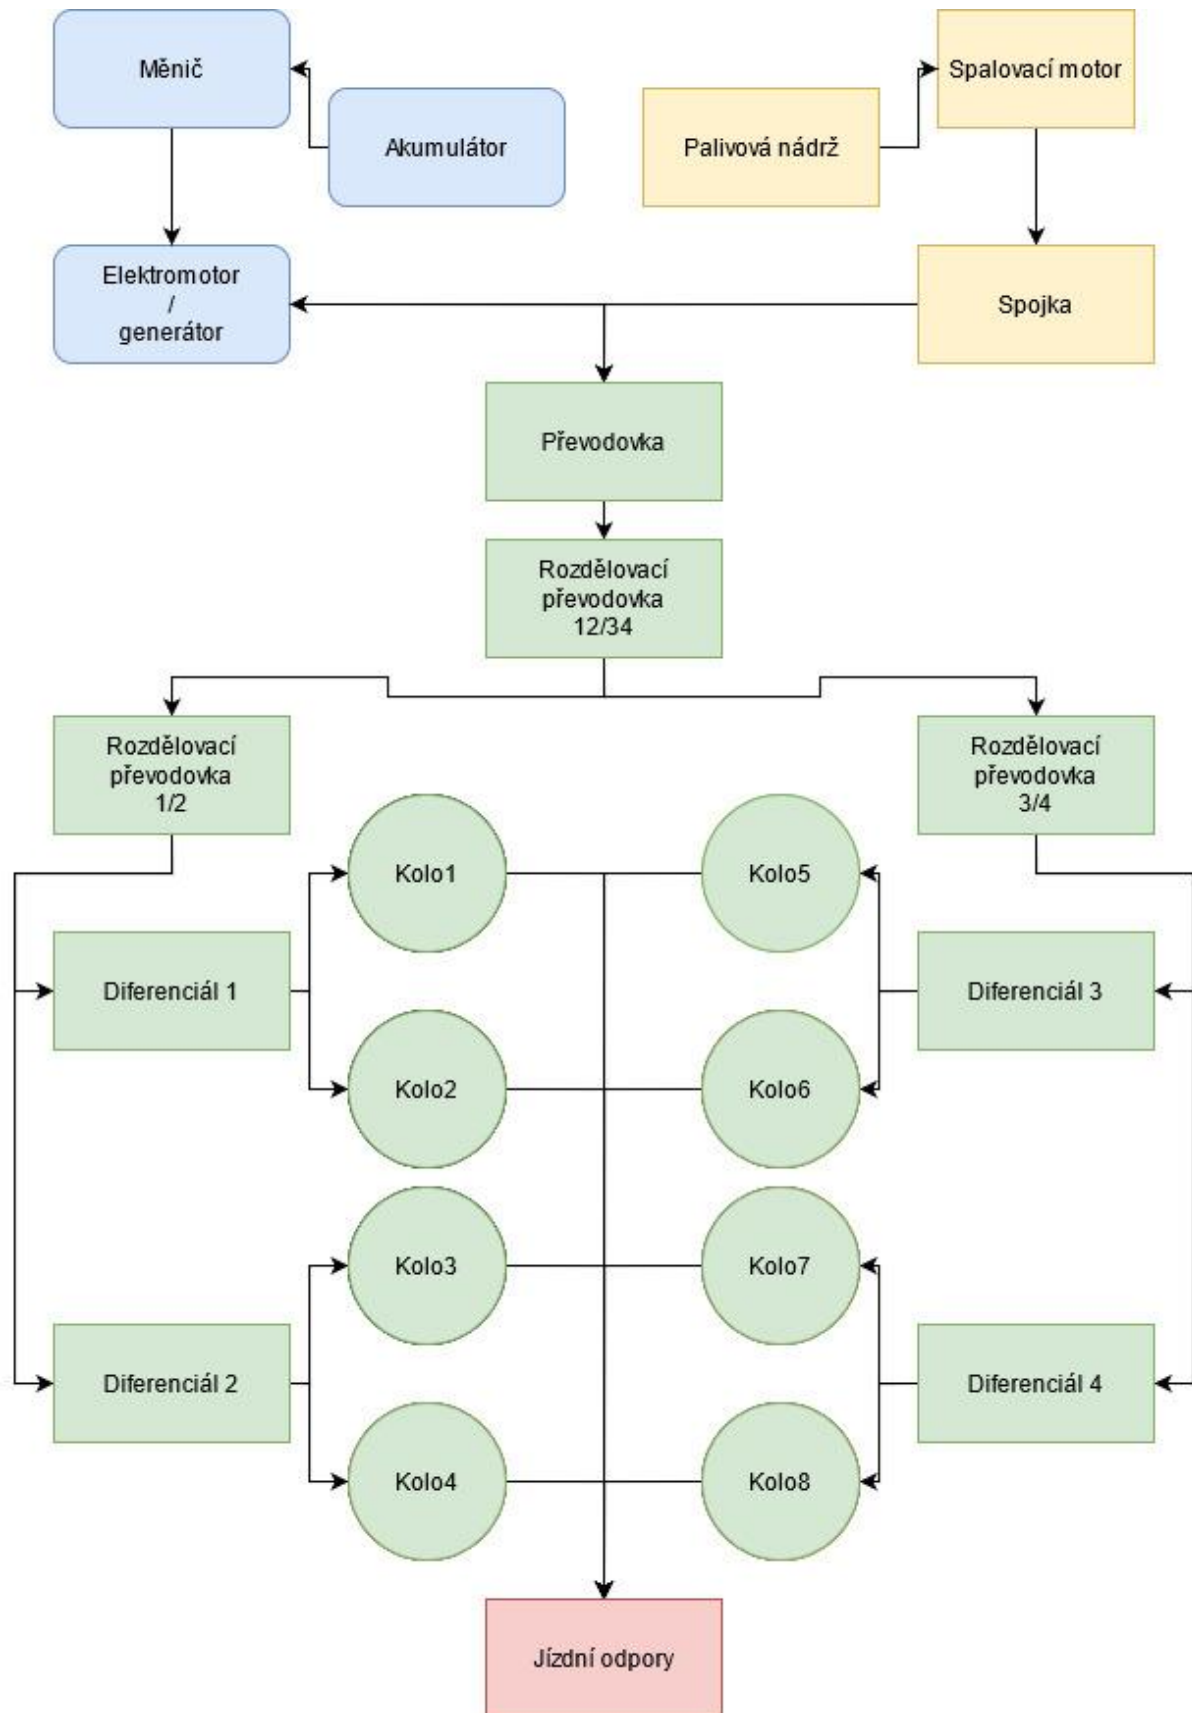 Měnič
Spalovací motor
Akumulátor
Palivová nádrž
Elektromotor
/
generátor
Spojka
Převodovka
Rozdělovací
převodovka
12/34
Rozdělovací
převodovka
1/2
Rozdělovací
převodovka
3/4
Kolo1
Kolo5
Diferenciál 1
Diferenciál 3
Kolo2
Kolo6
Kolo3
Kolo7
Diferenciál 2
Diferenciál 4
Kolo4
Kolo8
Jízdní odpory